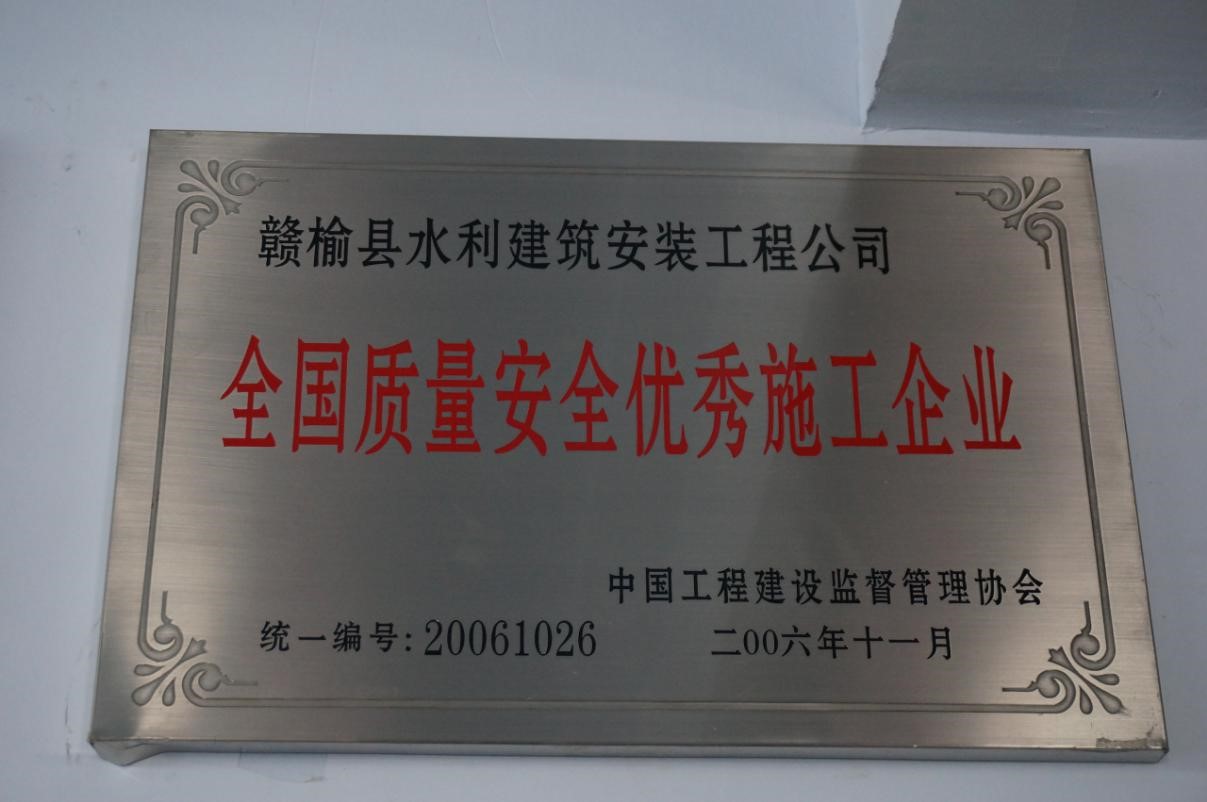 赣榆县水利建筑安装工程公司
全国质量安全优秀施工企业
中国工程建设监督管理协会
统一编号:20061026
二00六年十一月